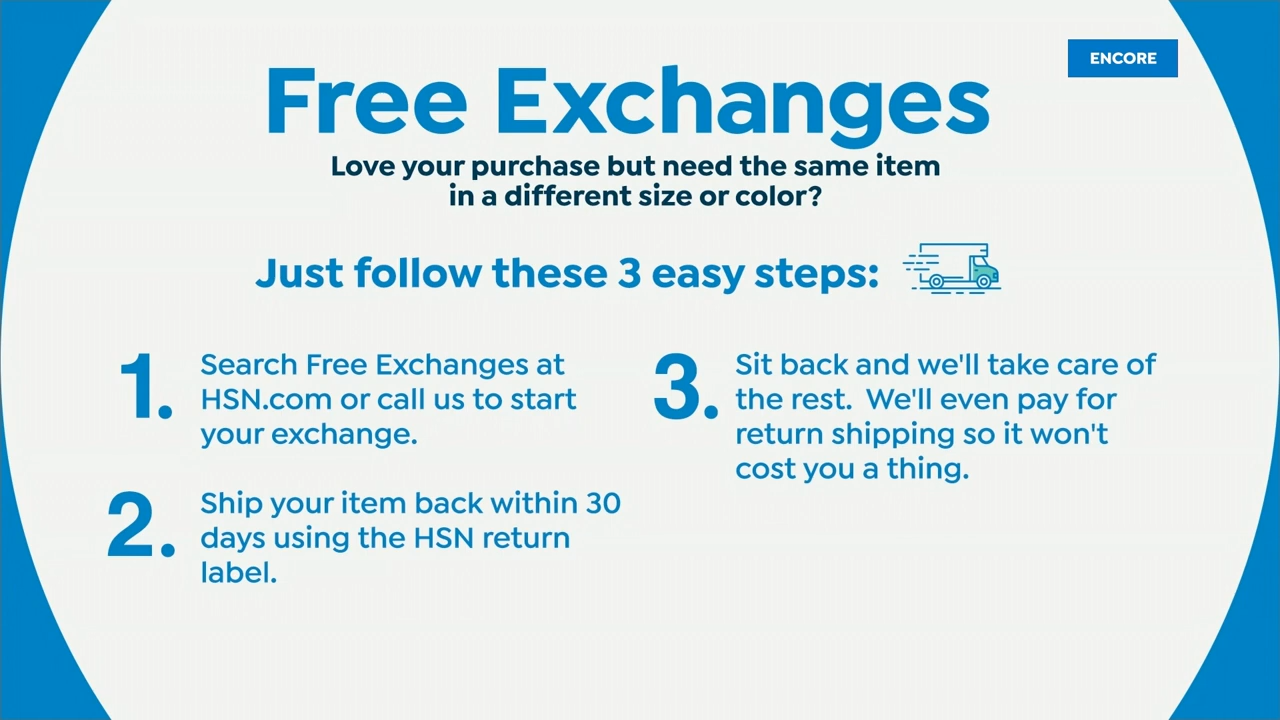 ENCORE
Free Exchanges
Love your purchase but need the same item
in a different size or color?
Just follow these 3 easy steps:
1. Search Free Exchanges at
HSN.com or call us to start
your exchange.
2. Ship your item back within 30
days using the HSN return
label.
3. Sit back and we'll take care of
the rest.  We'll even pay for
return shipping so it won't
cost you a thing.